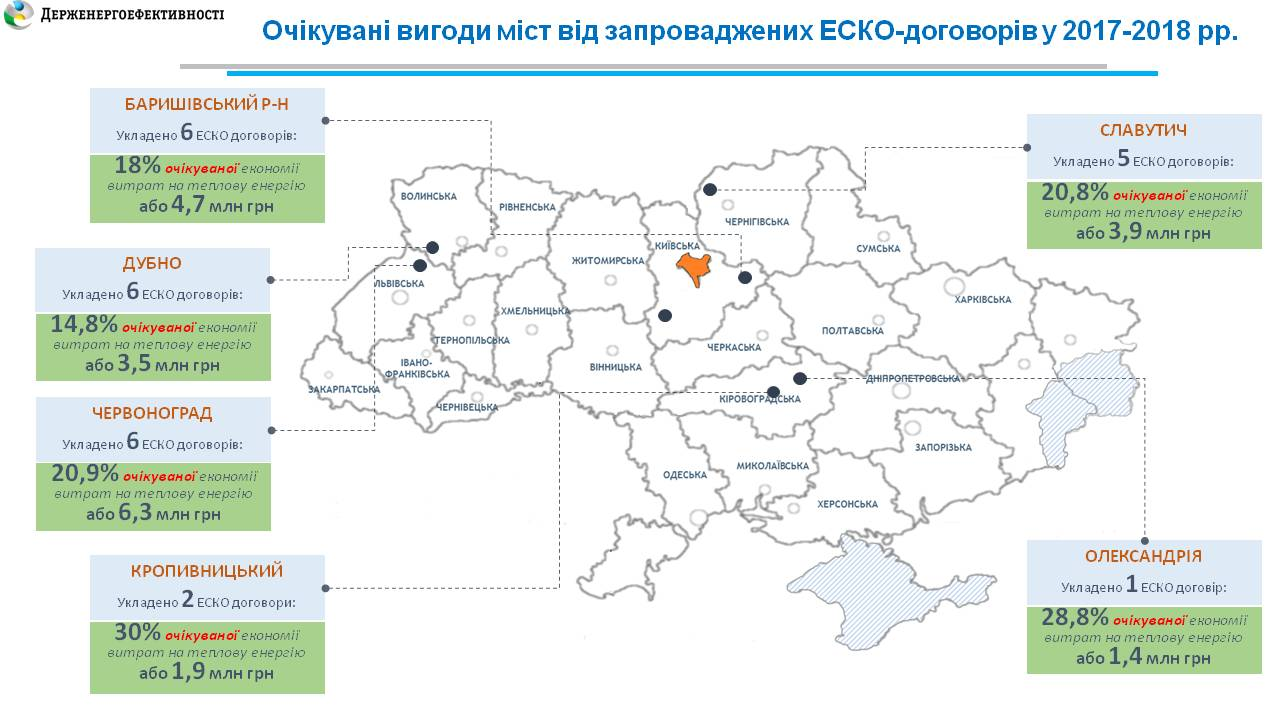 ДЕРЖЕНЕРГОЕФЕКТИВНОСТІ
Очікувані вигоди міст від запроваджених ЕСКО-договорів у 2017-2018 рр.
БАРИШІВСЬКИЙ Р-Н
Укладено 6 ЕСКО договорів:
18% очікуваної економії
витрат на теплову енергію
або 4,7 млн грн
ДУБНО
Укладено 6 ЕСКО договорів:
14,8% очікуваної економії
витрат на теплову енергію
або 3,5 млн грн
ЧЕРВОНОГРАД
Укладено 6 ЕСКО договорів:
20,9% очікуваної економії
витрат на теплову енергію
або 6,3 млн грн
КРОПИВНИЦЬКИЙ
Укладено 2 ЕСКО договори:
30% очікуваної економії
витрат на теплову енергію
або 1,9 млн грн
СЛАВУТИЧ
Укладено 5 ЕСКО договорів:
20,8% очікуваної економії
витрат на теплову енергію
або 3,9 млн грн
ОЛЕКСАНДРІЯ
Укладено 1 ЕСКО договір:
28,8% очікуваної економії
витрат на теплову енергію
або 1,4 млн грн
ВОЛИНСЬКА
РІВНЕНСЬКА
ЖИТОМИРСЬКА
КИЇВСЬКА
ЧЕРНІГІВСЬКА
СУМСЬКА
ЛЬВІВСЬКА
ТЕРНОПІЛЬСЬКА
ХМЕЛЬНИЦЬКА
ВІННИЦЬКА
ЧЕРКАСЬКА
ПОЛТАВСЬКА
ХАРКІВСЬКА
ЗАКАРПАТСЬКА
ІВАНО-
ФРАНКІВСЬКА
ЧЕРНІВЕЦЬКА
КІРОВОГРАДСЬКА
ДНІПРОПЕТРОВСЬКА
ОДЕСЬКА
МИКОЛАЇВСЬКА
ЗАПОРІЗЬКА
ХЕРСОНСЬКА